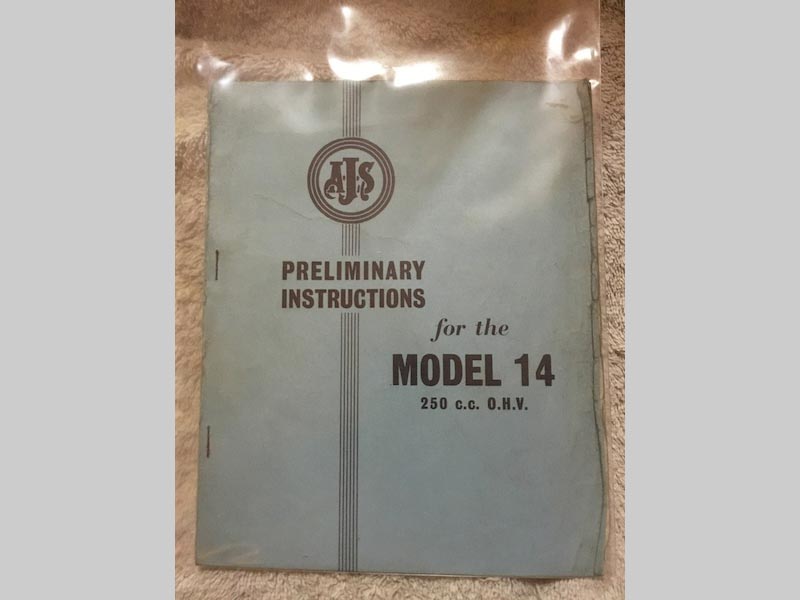 AJS
PRELIMINARY
INSTRUCTIONS
for the
MODEL 14
250 c.c. O.H.V.